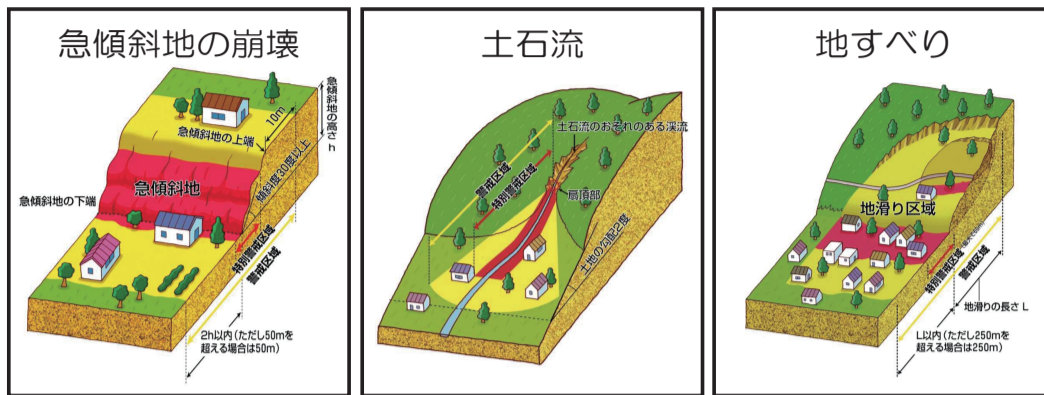 急傾斜地の崩壊
急傾斜地の高さh
10m
急傾斜地の上端
傾斜度30度以上
急傾斜地
急傾斜地の下端
特別警戒区域
警戒区域
2h以内(ただし50mを
超える場合は50m)
土石流
土石流のおそれのある渓流
警戒区域
特別警戒区域
扇頂部
土地の勾配2度
地すべり
地滑り区域
特別警戒区域
警戒区域
地滑りの長さ L
L以内(ただし250mを
超える場合は250m)